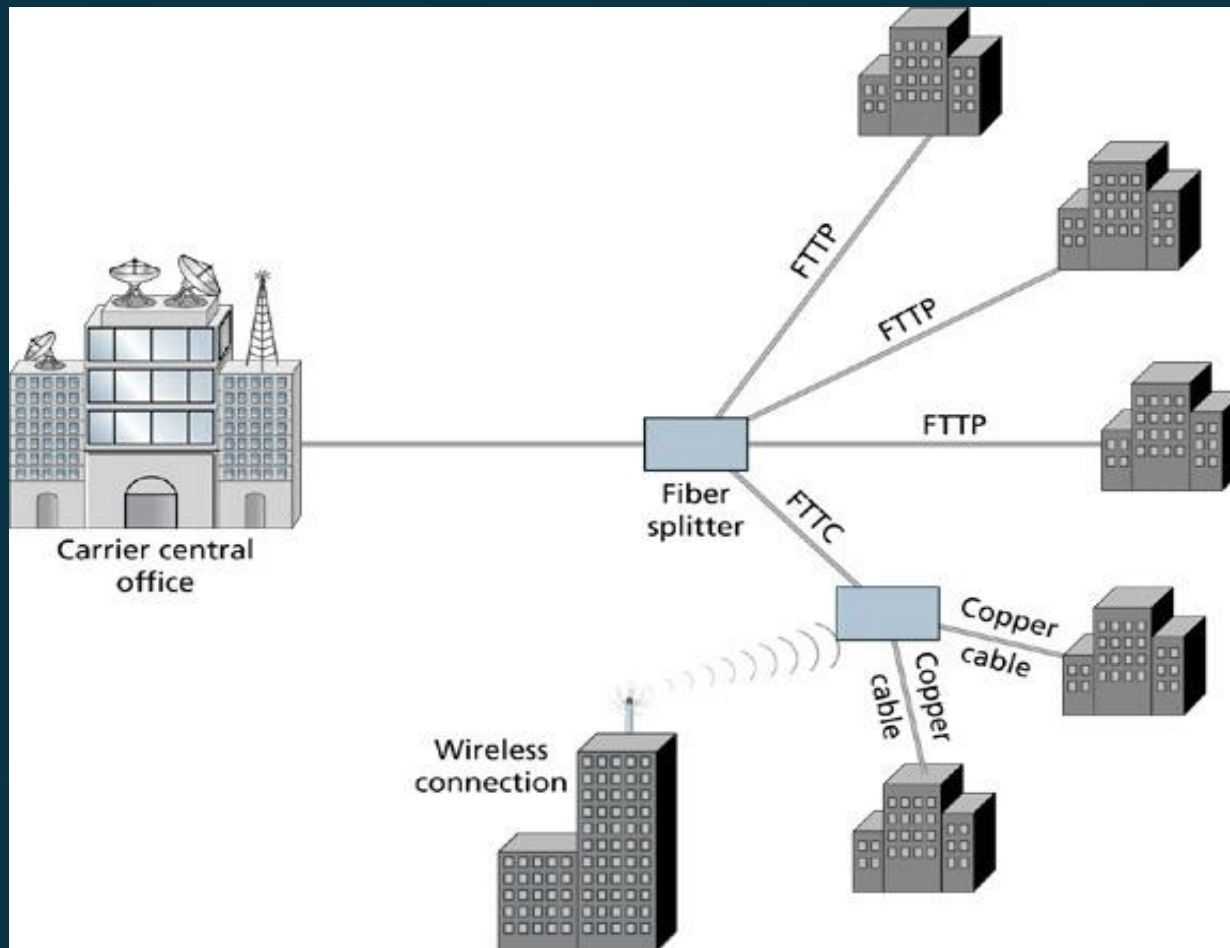 FTTP
FTTP
FTTP
Fiber
splitter
FTTC
Carrier central
office
Copper
cable
Copper
cable
Wireless
connection